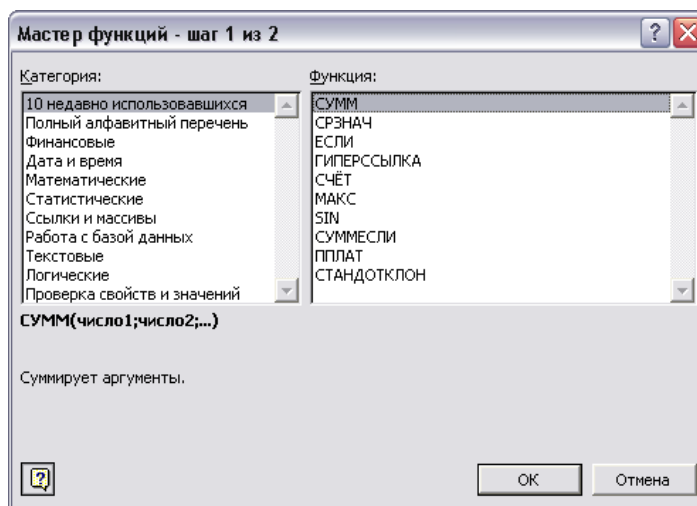 Мастер функций - шаг 1 из 2
Категория:
10 недавно использовавшихся
Полный алфавитный перечень
Финансовые
Дата и время
Математические
Статистические
Ссылки и массивы
Работа с базой данных
Текстовые
Логические
Проверка свойств и значений
Функция:
СУММ
СРЗНАЧ
ЕСЛИ
ГИПЕРССЫЛКА
СЧЁТ
МАКС
SIN
СУММЕСЛИ
ППЛАТ
СТАНДОТКЛОН
СУММ(число1;число2;...)
Суммирует аргументы.
ОК
Отмена